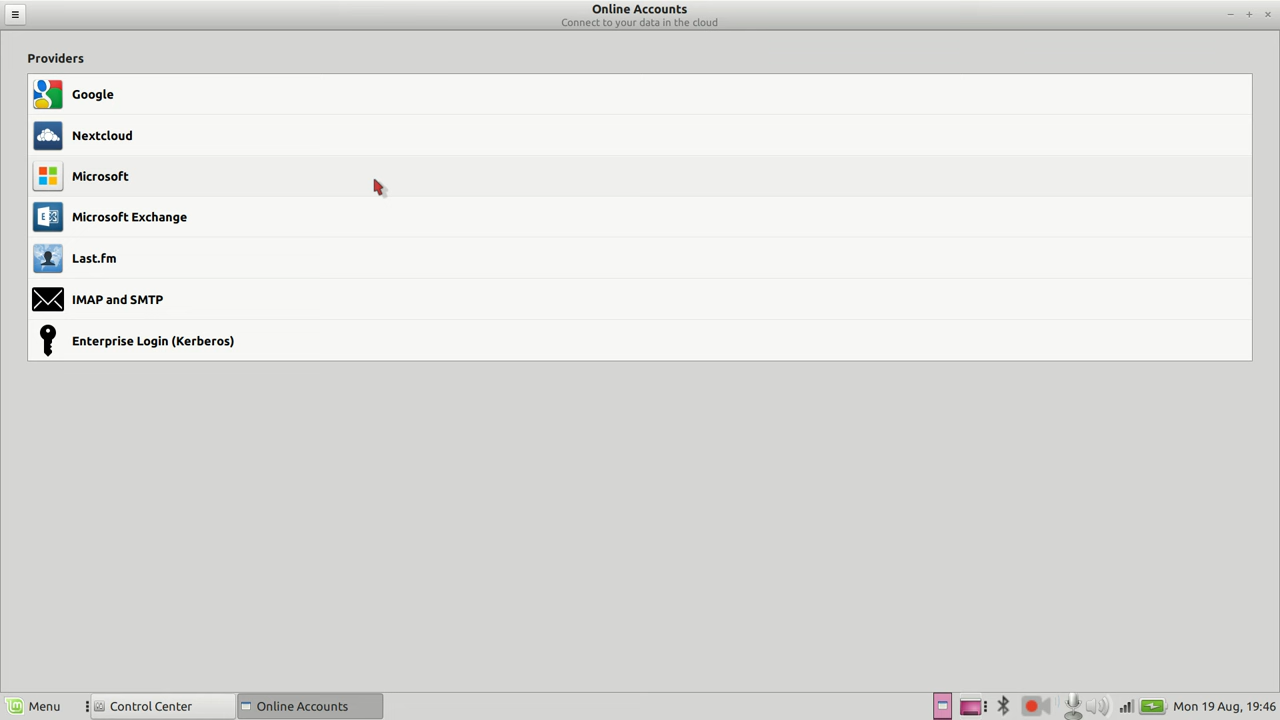 Online Accounts
Connect to your data in the cloud
Providers
Google
Nextcloud
Microsoft
Microsoft Exchange
Last.fm
IMAP and SMTP
Enterprise Login (Kerberos)
Menu
Control Center
Online Accounts
Mon 19 Aug, 19:46